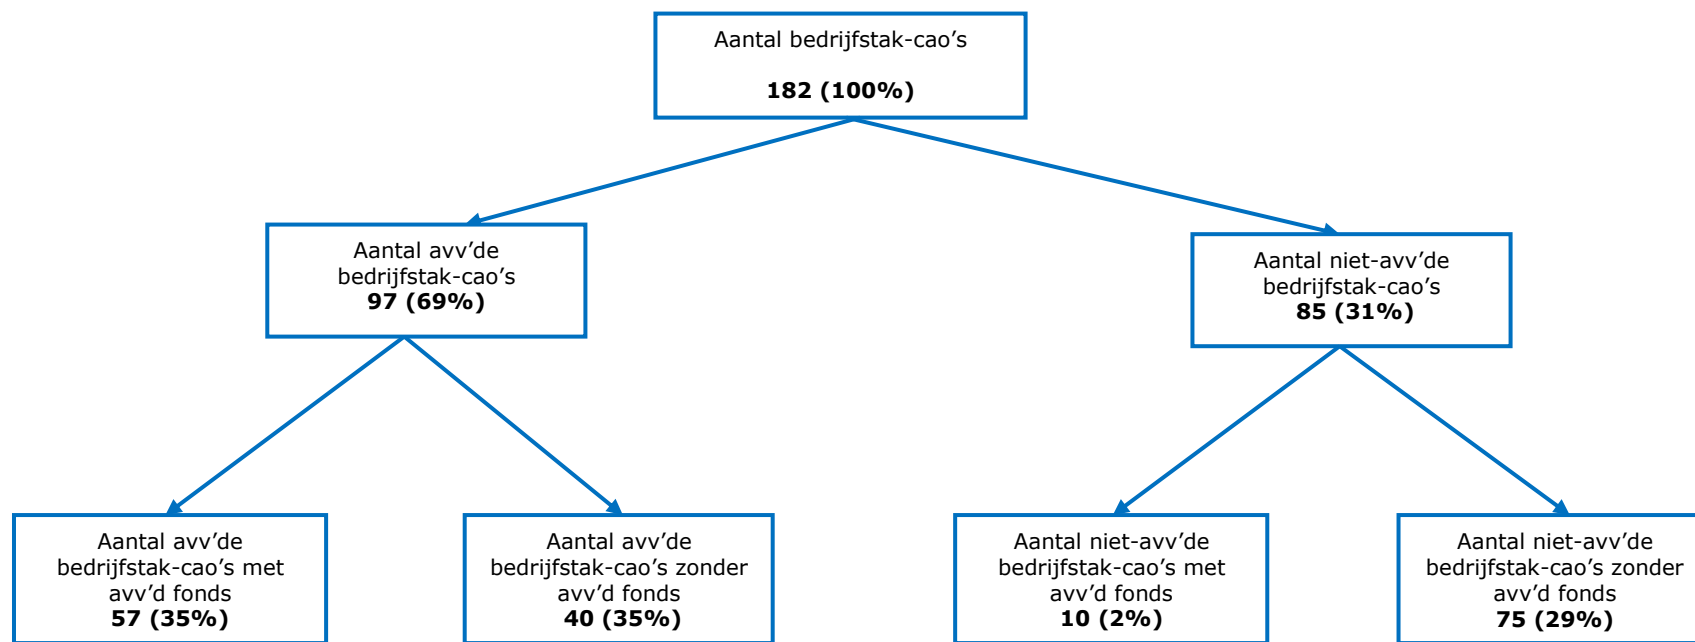 Aantal bedrijfstak-cao’s
182 (100%)
Aantal avv’de
bedrijfstak-cao’s
97 (69%)
Aantal niet-avv’de
bedrijfstak-cao’s
85 (31%)
Aantal avv’de
bedrijfstak-cao’s met
avv’d fonds
57 (35%)
Aantal avv’de
bedrijfstak-cao’s zonder
avv’d fonds
40 (35%)
Aantal niet-avv’de
bedrijfstak-cao’s met
avv’d fonds
10 (2%)
Aantal niet-avv’de
bedrijfstak-cao’s zonder
avv’d fonds
75 (29%)